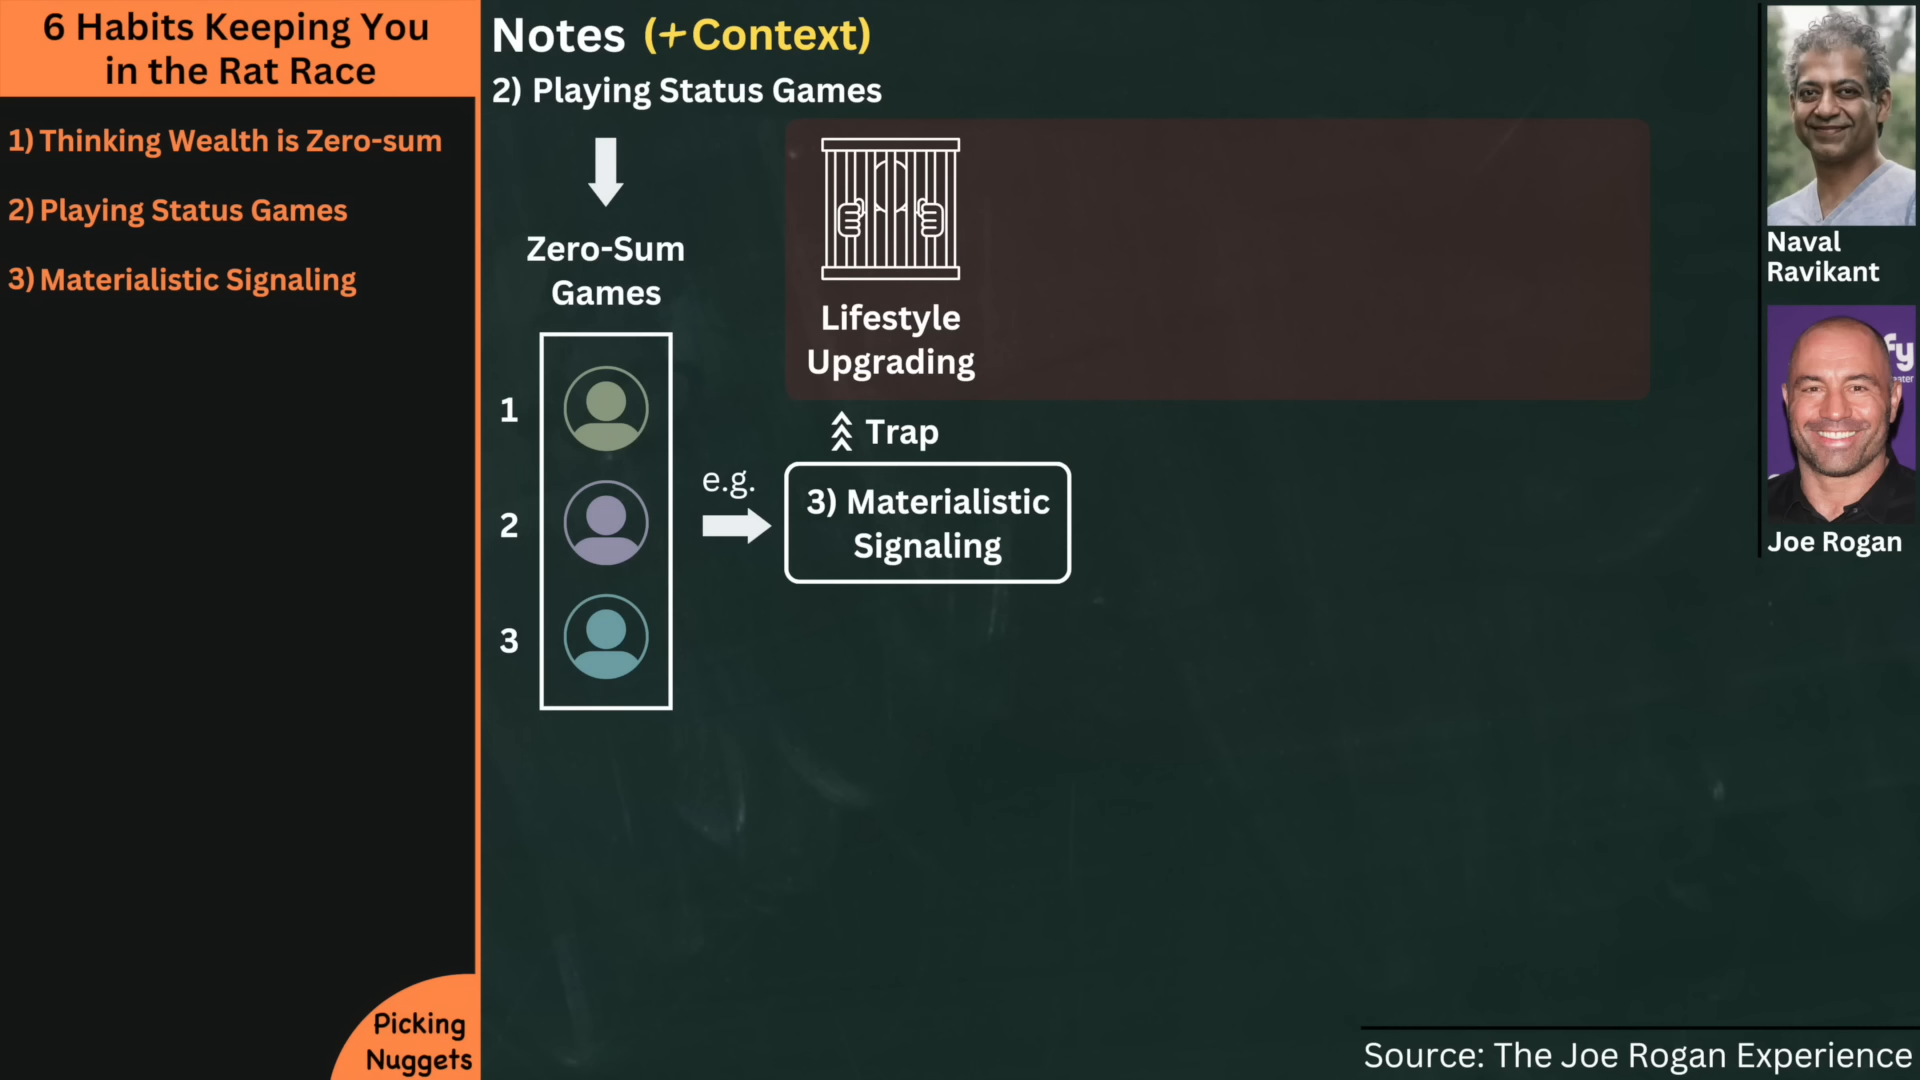 6 Habits Keeping You
in the Rat Race
1) Thinking Wealth is Zero-sum
2) Playing Status Games
3) Materialistic Signaling
Picking
Nuggets
Notes (+Context)
2) Playing Status Games
Zero-Sum
Games
1
2
3
e.g.
Lifestyle
Upgrading
Trap
3) Materialistic
Signaling
Naval
Ravikant
fy
ater
Joe Rogan
Source: The Joe Rogan Experience